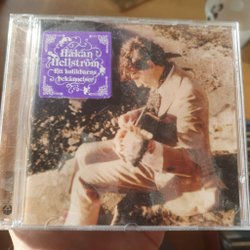 Håkan
Hellström
Ett kolikbarns
bekännelser